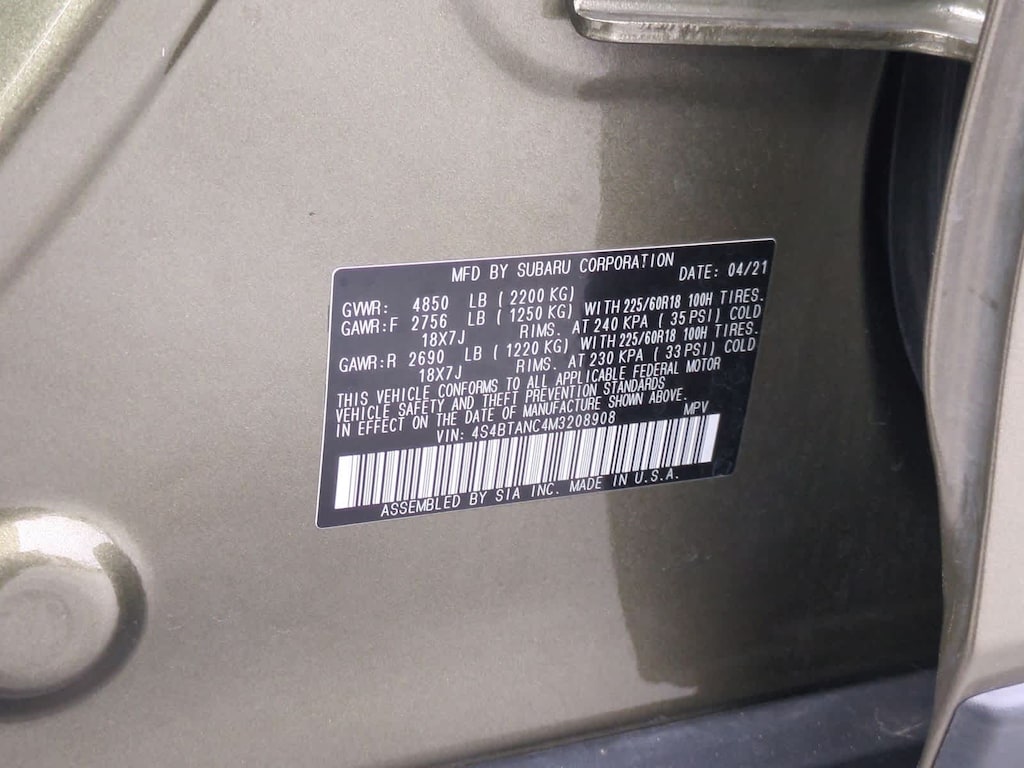 MFD BY SUBARU CORPORATION DATE: 04/21
GVWR: 4850 LB ( 2200 KG)
GAWR:F 2756 LB ( 1250 KG) WITH 225/60R18 100H TIRES.
18X7J RIMS. AT 240 KPA ( 35 PSI) COLD
GAWR:R 2690 LB ( 1220 KG) WITH 225/60R18 100H TIRES.
18X7J RIMS. AT 230 KPA ( 33 PSI) COLD
THIS VEHICLE CONFORMS TO ALL APPLICABLE FEDERAL MOTOR
VEHICLE SAFETY AND THEFT PREVENTION STANDARDS
IN EFFECT ON THE DATE OF MANUFACTURE SHOWN ABOVE.
VIN: 4S4BTANC4M3208908 MPV
ASSEMBLED BY SIA INC. MADE IN U.S.A.